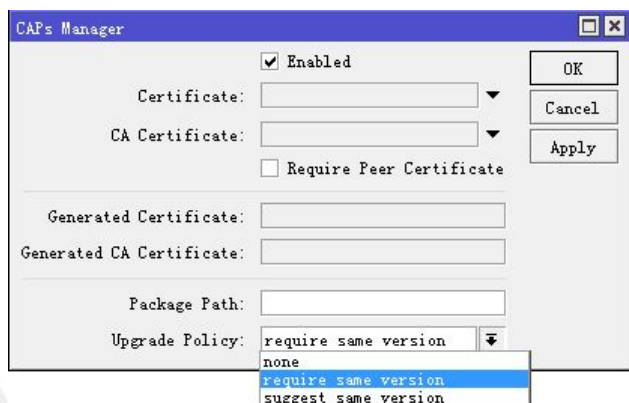 CAPs Manager
Enabled
OK
Certificate:
Cancel
CA Certificate:
Apply
Require Peer Certificate
Generated Certificate:
Generated CA Certificate:
Package Path:
Upgrade Policy: require same version
none
require same version
suggest same version